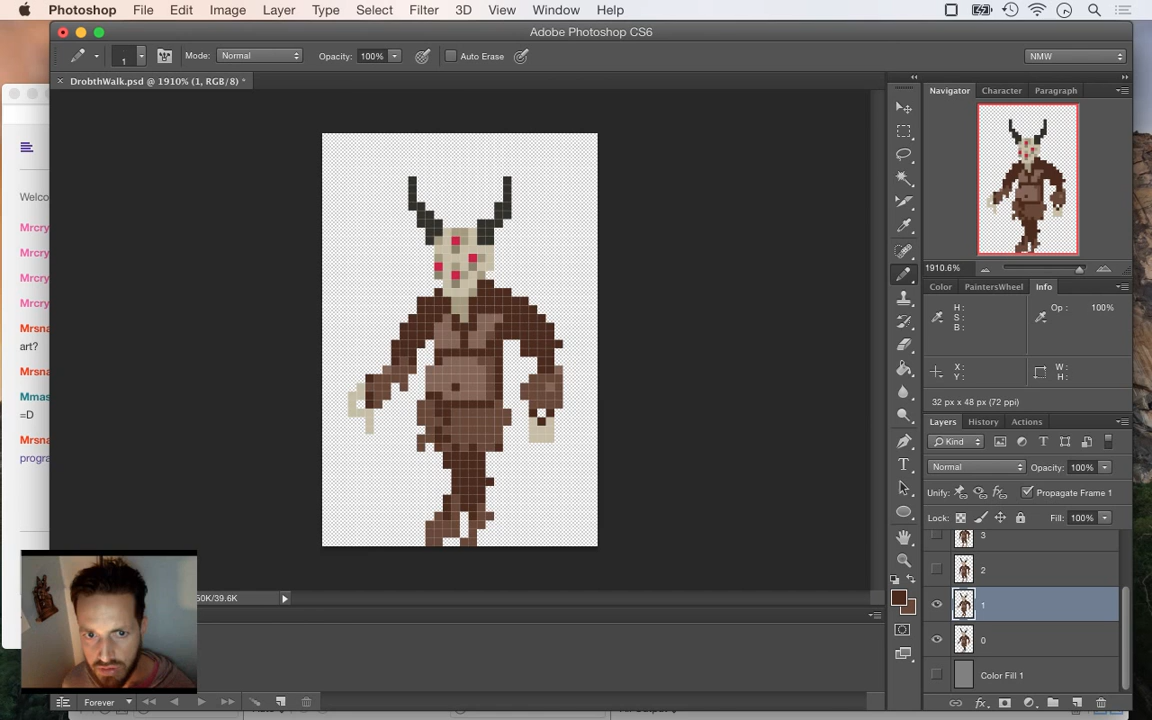 Photoshop File Edit Image Layer Type Select Filter 3D View Window Help
Adobe Photoshop CS6
1 Mode: Normal Opacity: 100% Auto Erase NMW
DrobthWalk.psd @ 1910% (1, RGB/8) *
Navigator Character Paragraph
Welco
Mrcry
Mrcry
Mrcry
Mrcry
Mrsna
art?
Mrsna
Mmas
=D
Mrsna
progra
1910.6%
Color PaintersWheel Info
H: Op: 100%
S:
B:
X: W:
Y: H:
32 px x 48 px (72 ppi)
Layers History Actions
Kind
Normal Opacity: 100%
Unify: Propagate Frame 1
Lock: Fill: 100%
3
2
1
0
Color Fill 1
50K/39.6K
Forever